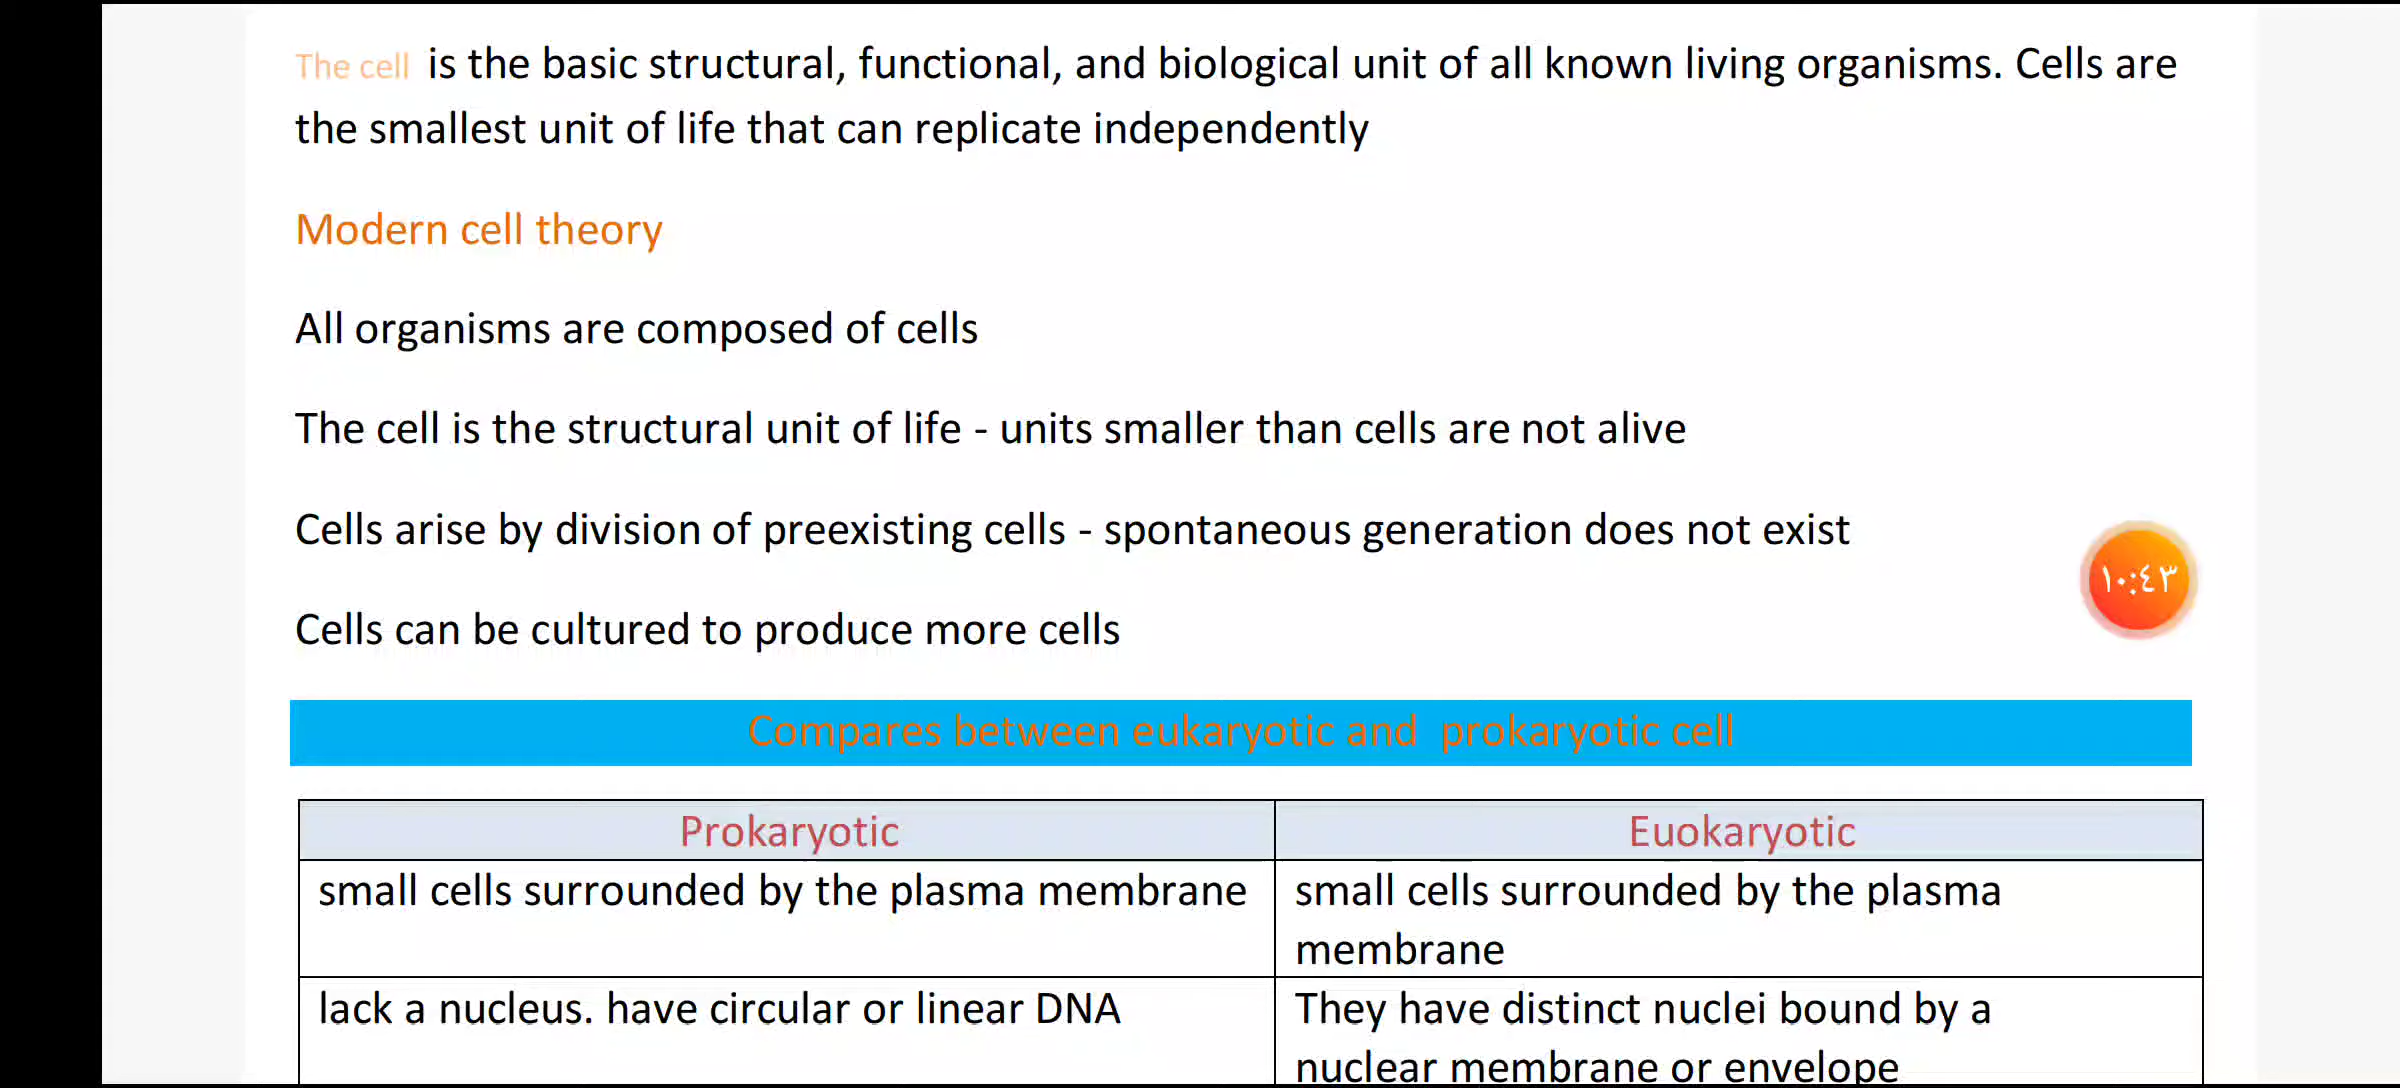 The cell is the basic structural, functional, and biological unit of all known living organisms. Cells are
the smallest unit of life that can replicate independently
Modern cell theory
All organisms are composed of cells
The cell is the structural unit of life - units smaller than cells are not alive
Cells arise by division of preexisting cells - spontaneous generation does not exist
١٠:٤٣
Cells can be cultured to produce more cells
Compares between eukaryotic and prokaryotic cell
Prokaryotic
Euokaryotic
small cells surrounded by the plasma membrane
small cells surrounded by the plasma
membrane
lack a nucleus. have circular or linear DNA
They have distinct nuclei bound by a
nuclear membrane or envelope